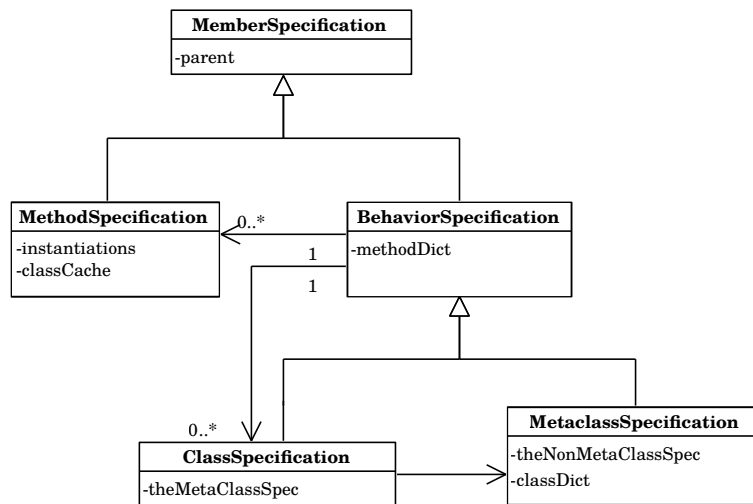 MemberSpecification
-parent
MethodSpecification
-instantiations
-classCache
0..*
BehaviorSpecification
-methodDict
1
1
0..*
ClassSpecification
-theMetaClassSpec
MetaclassSpecification
-theNonMetaClassSpec
-classDict